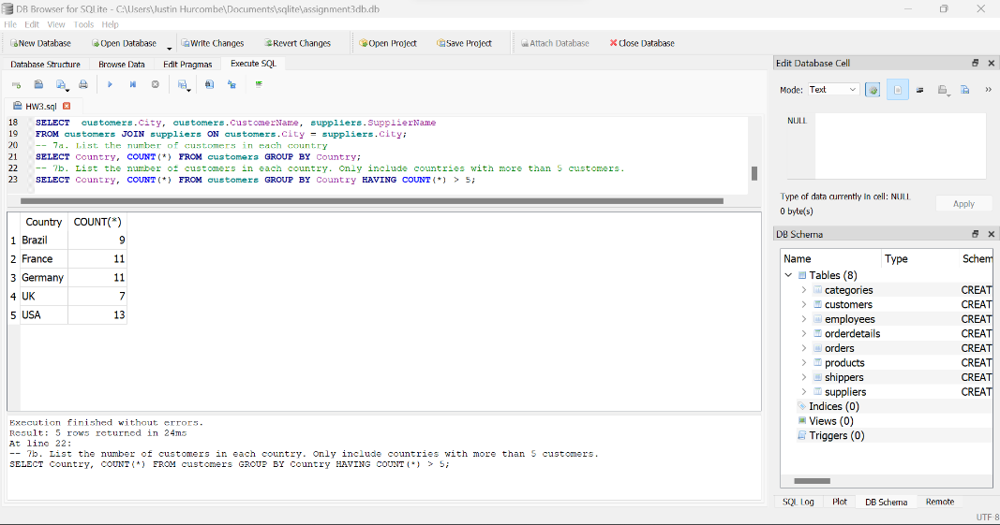 DB Browser for SQLite - C:\Users\Justin Hurcombe\Documents\sqlite\assignment3db.db
File Edit View Tools Help
New Database Open Database Write Changes Revert Changes Open Project Save Project Attach Database Close Database
Database Structure Browse Data Edit Pragmas Execute SQL
HW3.sql
18 SELECT customers.City, customers.CustomerName, suppliers.SupplierName
19 FROM customers JOIN suppliers ON customers.City = suppliers.City;
20 -- 7a. List the number of customers in each country
21 SELECT Country, COUNT(*) FROM customers GROUP BY Country;
22 -- 7b. List the number of customers in each country. Only include countries with more than 5 customers.
23 SELECT Country, COUNT(*) FROM customers GROUP BY Country HAVING COUNT(*) > 5;
Country COUNT(*)
1 Brazil 9
2 France 11
3 Germany 11
4 UK 7
5 USA 13
Execution finished without errors.
Result: 5 rows returned in 24ms
At line 22:
-- 7b. List the number of customers in each country. Only include countries with more than 5 customers.
SELECT Country, COUNT(*) FROM customers GROUP BY Country HAVING COUNT(*) > 5;
Edit Database Cell
Mode: Text
NULL
Type of data currently in cell: NULL
0 byte(s)
Apply
DB Schema
Name Type Schem
Tables (8)
categories CREAT
customers CREAT
employees CREAT
orderdetails CREAT
orders CREAT
products CREAT
shippers CREAT
suppliers CREAT
Indices (0)
Views (0)
Triggers (0)
SQL Log Plot DB Schema Remote
UTF-8